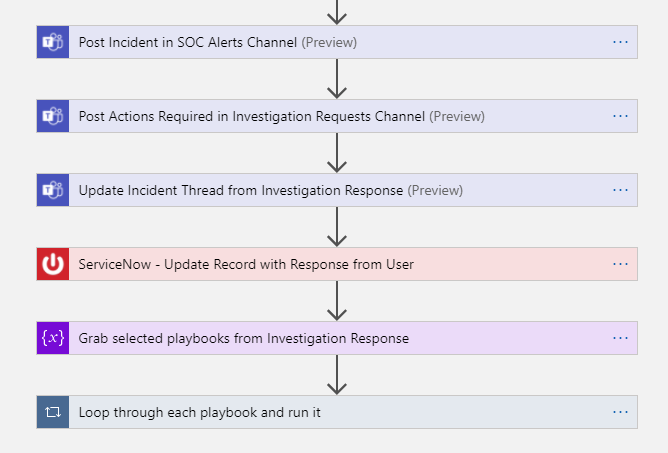 Post Incident in SOC Alerts Channel (Preview) ...
Post Actions Required in Investigation Requests Channel (Preview) ...
Update Incident Thread from Investigation Response (Preview) ...
ServiceNow - Update Record with Response from User ...
{x} Grab selected playbooks from Investigation Response ...
Loop through each playbook and run it ...